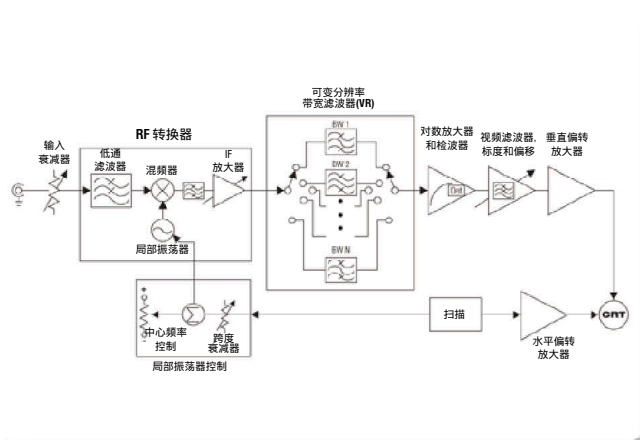 可变分辨率
带宽滤波器(VR)
RF 转换器
输入
衰减器
低通
滤波器
混频器
IF
放大器
BW 1
BW 2
BW N
对数放大器
和检波器
Det
视频滤波器,
标度和偏移
垂直偏转
放大器
局部振荡器
中心频率
控制
跨度
衰减器
局部振荡器控制
扫描
水平偏转
放大器
CRT